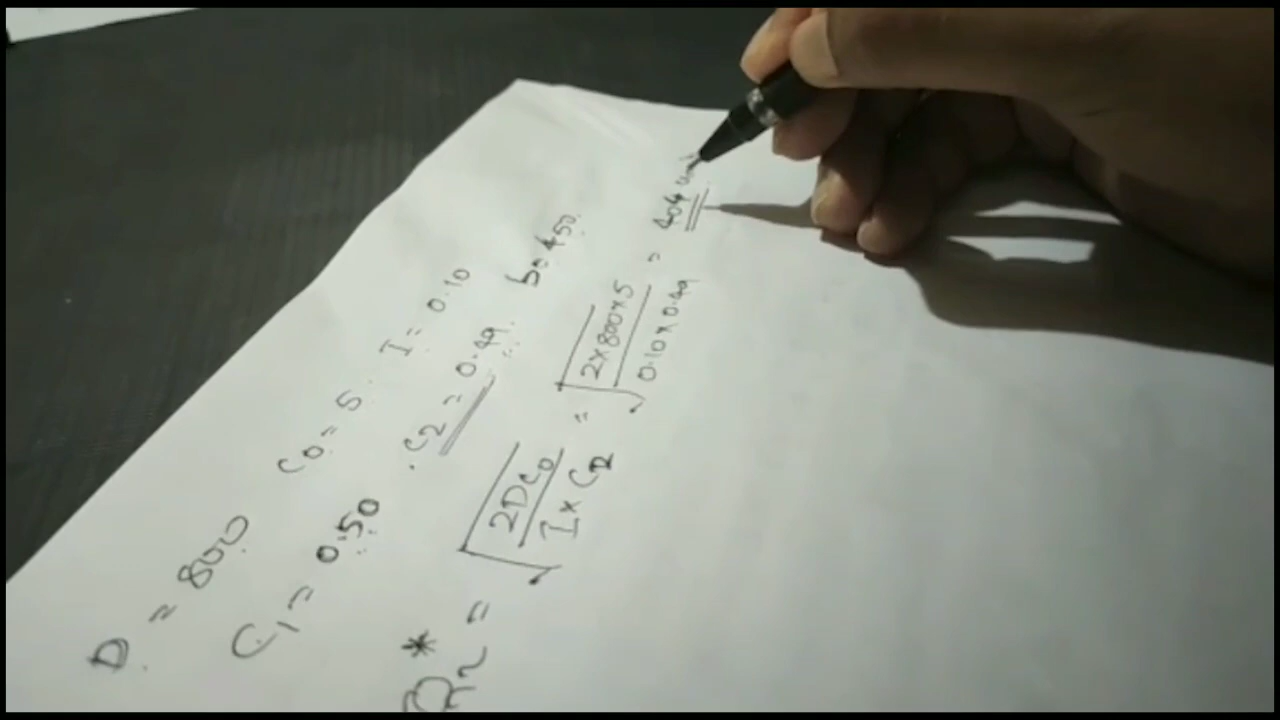 D = 800 C0 = 5. I = 0.10
C1 = 0.50 C2 = 0.49. b = 450.
Q2* = √(2DC0 / I × C2) = √(2×800×5 / 0.10×0.49) = 404